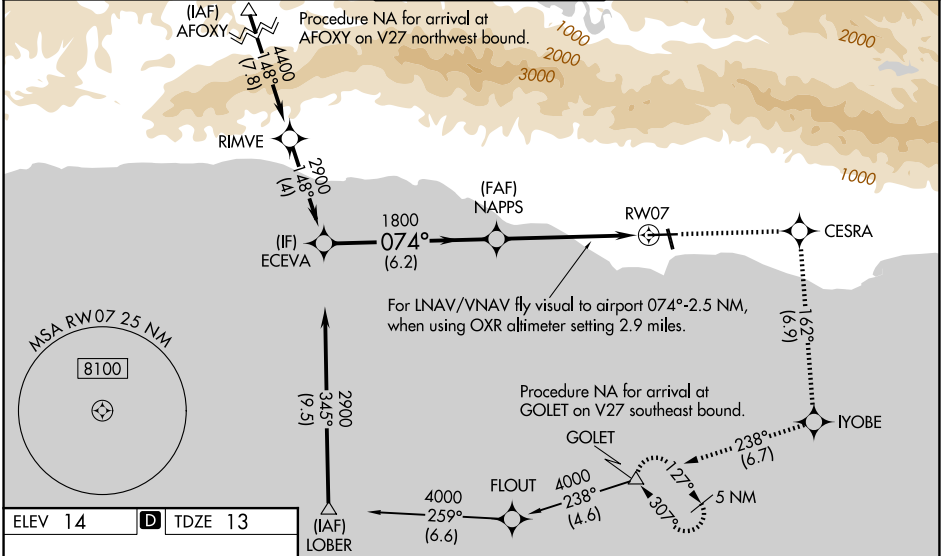 (IAF)
AFOXY
Procedure NA for arrival at
AFOXY on V27 northwest bound.
1000
2000
3000
2000
4400
148°
(7.8)
RIMVE
1000
2900
148°
(4)
(FAF)
NAPPS
RW07
CESRA
(IF)
ECEVA
1800
074°
(6.2)
For LNAV/VNAV fly visual to airport 074°-2.5 NM,
when using OXR altimeter setting 2.9 miles.
162°
(6.9)
MSA RW07 25 NM
8100
2900
345°
(9.5)
Procedure NA for arrival at
GOLET on V27 southeast bound.
GOLET
IYOBE
238°
(6.7)
127°
307°
5 NM
FLOUT
4000
238°
(4.6)
4000
259°
(6.6)
(IAF)
LOBER
ELEV 14 D TDZE 13